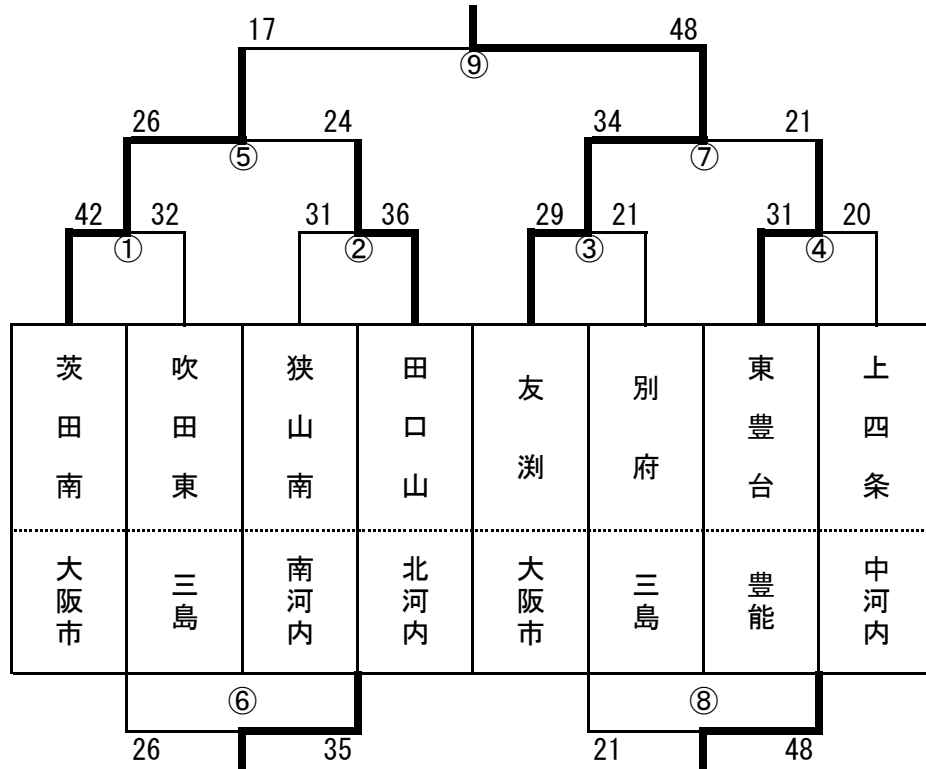 17 48
⑨
26 24 34 21
⑤ ⑦
42 32 31 36 29 21 31 20
① ② ③ ④
茨田南 吹田東 狭山南 田口山 友渕 別府 東豊台 上四条
大阪市 三島 南河内 北河内 大阪市 三島 豊能 中河内
⑥ ⑧
26 35 21 48